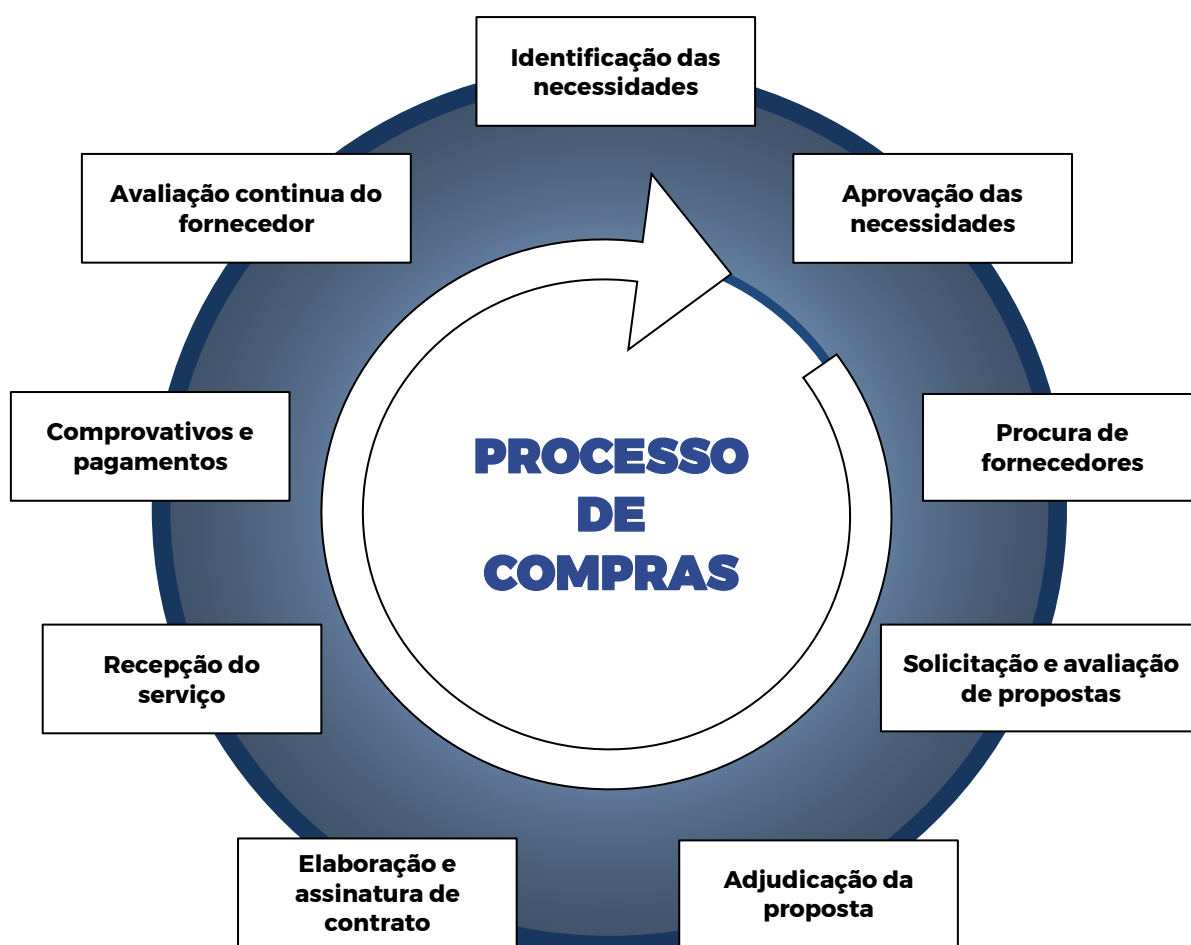 Identificação das
necessidades
Aprovação das
necessidades
Procura de
fornecedores
Solicitação e avaliação
de propostas
Adjudicação da
proposta
Elaboração e
assinatura de
contrato
Recepção do
serviço
Comprovativos e
pagamentos
Avaliação continua do
fornecedor
PROCESSO
DE
COMPRAS